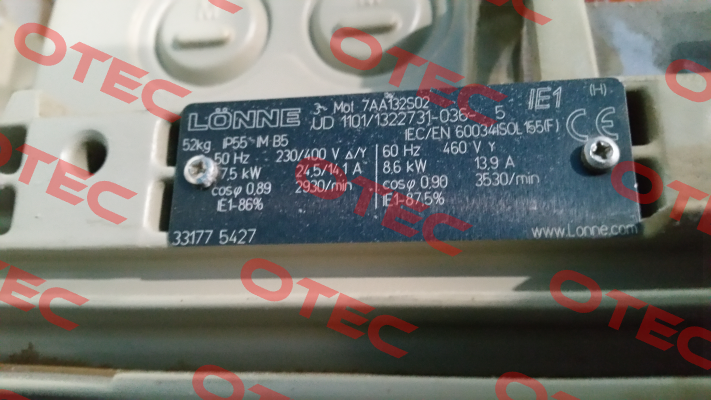 OTEC
LÖNNE
3~ Mot 7AA132S02
IE1
(H)
UD 1101/1322731-036- 5
CE
52kg IP55 IM B5
IEC/EN 60034 ISOL 155(F)
50 Hz 230/400 V Δ/Y
60 Hz 460 V Y
7,5 kW 24,5/14,1 A
8,6 kW 13,9 A
cosφ 0,89 2930/min
cosφ 0,90 3530/min
IE1-86%
IE1-87,5%
33177 5427
www.Lonne.com
OTEC
OTEC
OTEC
OTEC
OTEC
OTEC
OTEC